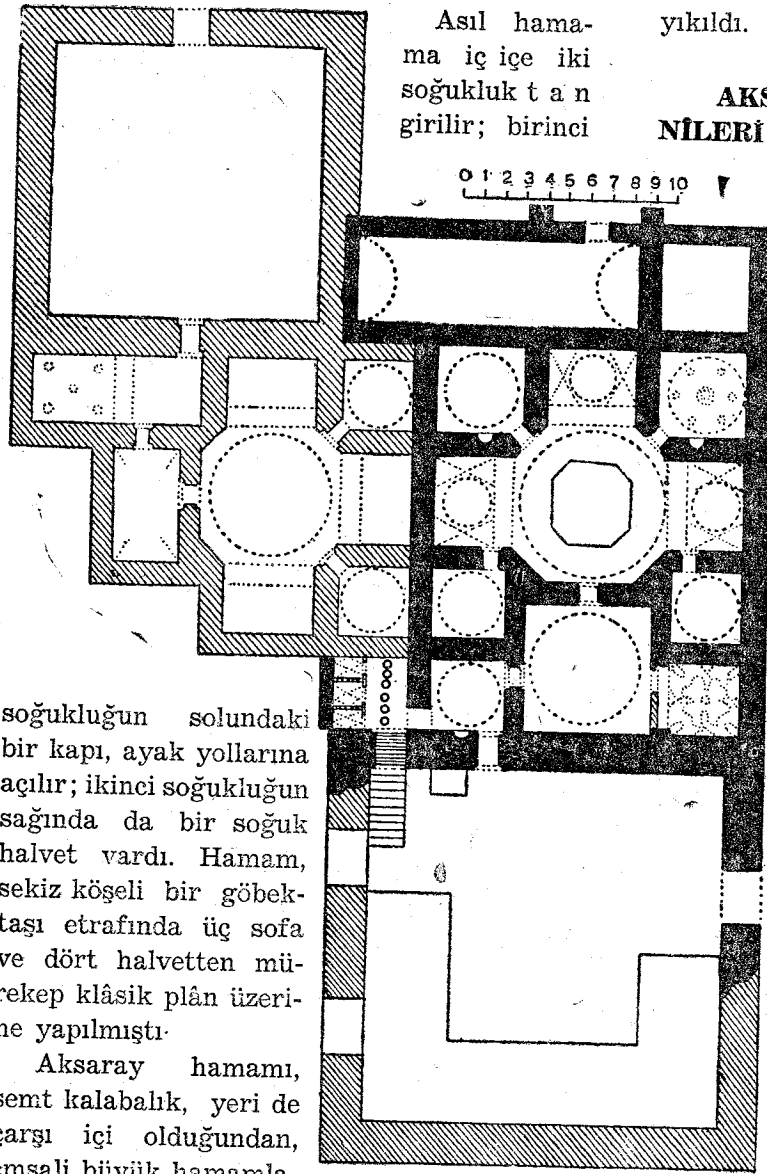 Asıl hama-
ma iç içe iki
soğukluk t a n
girilir; birinci
yıkıldı.
AKS
NİLERİ
0 1 2 3 4 5 6 7 8 9 10
soğukluğun solundaki
bir kapı, ayak yollarına
açılır; ikinci soğukluğun
sağında da bir soğuk
halvet vardı. Hamam,
sekiz köşeli bir göbek-
taşı etrafında üç sofa
ve dört halvetten mü-
rekep klâsik plân üzeri-
ne yapılmıştı.
Aksaray hamamı,
semt kalabalık, yeri de
çarşı içi olduğundan,
emsali büyük hamamla-